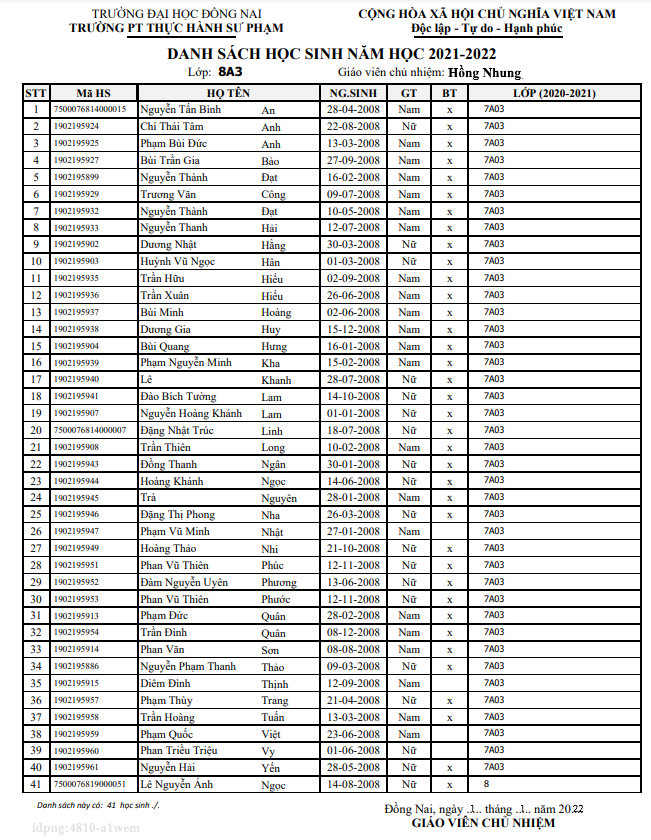 TRƯỜNG ĐẠI HỌC ĐỒNG NAI CỘNG HÒA XÃ HỘI CHỦ NGHĨA VIỆT NAM
TRƯỜNG PT THỰC HÀNH SƯ PHẠM Độc lập - Tự do - Hạnh phúc
DANH SÁCH HỌC SINH NĂM HỌC 2021-2022
Lớp: 8A3 Giáo viên chủ nhiệm: Hồng Nhung
STT Mã HS HỌ TÊN NG.SINH GT BT LỚP (2020-2021)
1 7500076814000015 Nguyễn Tấn Bình An 28-04-2008 Nam x 7A03
2 1902195924 Chí Thái Tâm Anh 22-08-2008 Nữ x 7A03
3 1902195925 Phạm Bùi Đức Anh 13-03-2008 Nam x 7A03
4 1902195927 Bùi Trần Gia Bảo 27-09-2008 Nam x 7A03
5 1902195899 Nguyễn Thành Đạt 16-02-2008 Nam x 7A03
6 1902195929 Trương Văn Công 09-07-2008 Nam x 7A03
7 1902195932 Nguyễn Thành Đạt 10-05-2008 Nam x 7A03
8 1902195933 Nguyễn Thanh Hải 12-07-2008 Nam x 7A03
9 1902195902 Dương Nhật Hằng 30-03-2008 Nữ x 7A03
10 1902195903 Huỳnh Vũ Ngọc Hân 01-03-2008 Nữ x 7A03
11 1902195935 Trần Hữu Hiếu 02-09-2008 Nam x 7A03
12 1902195936 Trần Xuân Hiếu 26-06-2008 Nam x 7A03
13 1902195937 Bùi Minh Hoàng 02-06-2008 Nam x 7A03
14 1902195938 Dương Gia Huy 15-12-2008 Nam x 7A03
15 1902195904 Bùi Quang Hưng 16-01-2008 Nam x 7A03
16 1902195939 Phạm Nguyễn Minh Kha 15-02-2008 Nam x 7A03
17 1902195940 Lê Khanh 28-07-2008 Nữ x 7A03
18 1902195941 Đào Bích Tường Lam 14-10-2008 Nữ x 7A03
19 1902195907 Nguyễn Hoàng Khánh Lam 01-01-2008 Nữ x 7A03
20 7500076814000007 Đặng Nhật Trúc Linh 18-07-2008 Nữ x 7A03
21 1902195908 Trần Thiên Long 10-02-2008 Nam x 7A03
22 1902195943 Đồng Thanh Ngân 30-01-2008 Nữ x 7A03
23 1902195944 Hoàng Khánh Ngọc 14-06-2008 Nữ x 7A03
24 1902195945 Trà Nguyên 28-01-2008 Nam x 7A03
25 1902195946 Đặng Thị Phong Nha 26-03-2008 Nữ x 7A03
26 1902195947 Phạm Vũ Minh Nhật 27-01-2008 Nam 7A03
27 1902195949 Hoàng Thảo Nhi 21-10-2008 Nữ x 7A03
28 1902195951 Phan Vũ Thiên Phúc 12-11-2008 Nữ x 7A03
29 1902195952 Đàm Nguyễn Uyên Phương 13-06-2008 Nữ x 7A03
30 1902195953 Phan Vũ Thiên Phước 12-11-2008 Nữ x 7A03
31 1902195913 Phạm Đức Quân 28-02-2008 Nam x 7A03
32 1902195954 Trần Đình Quân 08-12-2008 Nam x 7A03
33 1902195914 Phan Văn Sơn 08-08-2008 Nam x 7A03
34 1902195886 Nguyễn Phạm Thanh Thảo 09-03-2008 Nữ x 7A03
35 1902195915 Diêm Đình Thịnh 12-09-2008 Nam 7A03
36 1902195957 Phạm Thùy Trang 21-04-2008 Nữ x 7A03
37 1902195958 Trần Hoàng Tuấn 13-03-2008 Nam x 7A03
38 1902195959 Phạm Quốc Việt 23-06-2008 Nam 7A03
39 1902195960 Phan Triều Triệu Vy 01-06-2008 Nữ 7A03
40 1902195961 Nguyễn Hải Yến 28-05-2008 Nữ x 7A03
41 7500076819000051 Lê Nguyễn Ánh Ngọc 14-08-2008 Nữ x 8
Danh sách này có: 41 học sinh ./.
Đồng Nai, ngày .1.. tháng ..1.. năm 2022
GIÁO VIÊN CHỦ NHIỆM
idpng:4810-a1wem